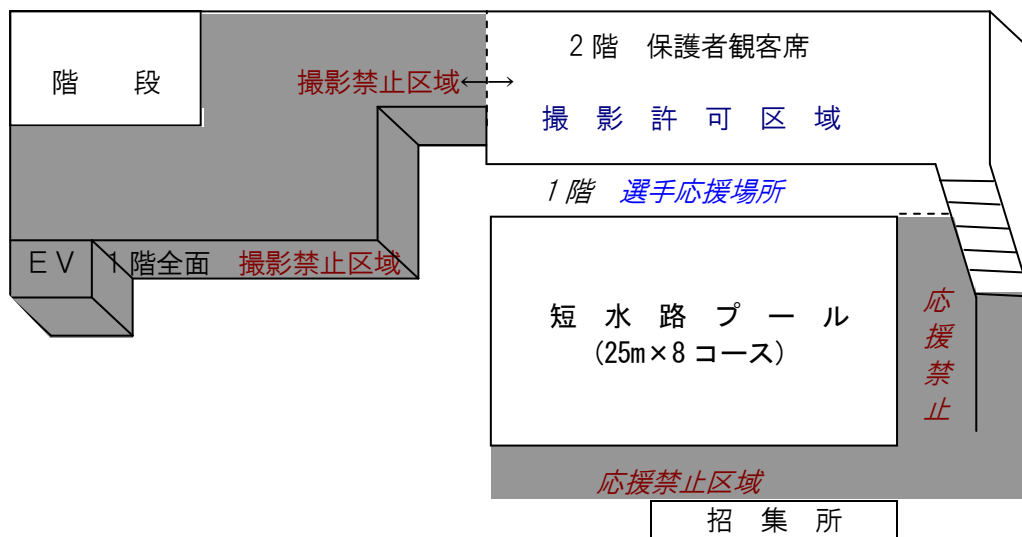 2階 保護者観客席
階 段
撮影禁止区域
撮 影 許 可 区 域
1階 選手応援場所
EV
1階全面 撮影禁止区域
短 水 路 プ ー ル
(25m×8コース)
応援禁止
応援禁止区域
招 集 所